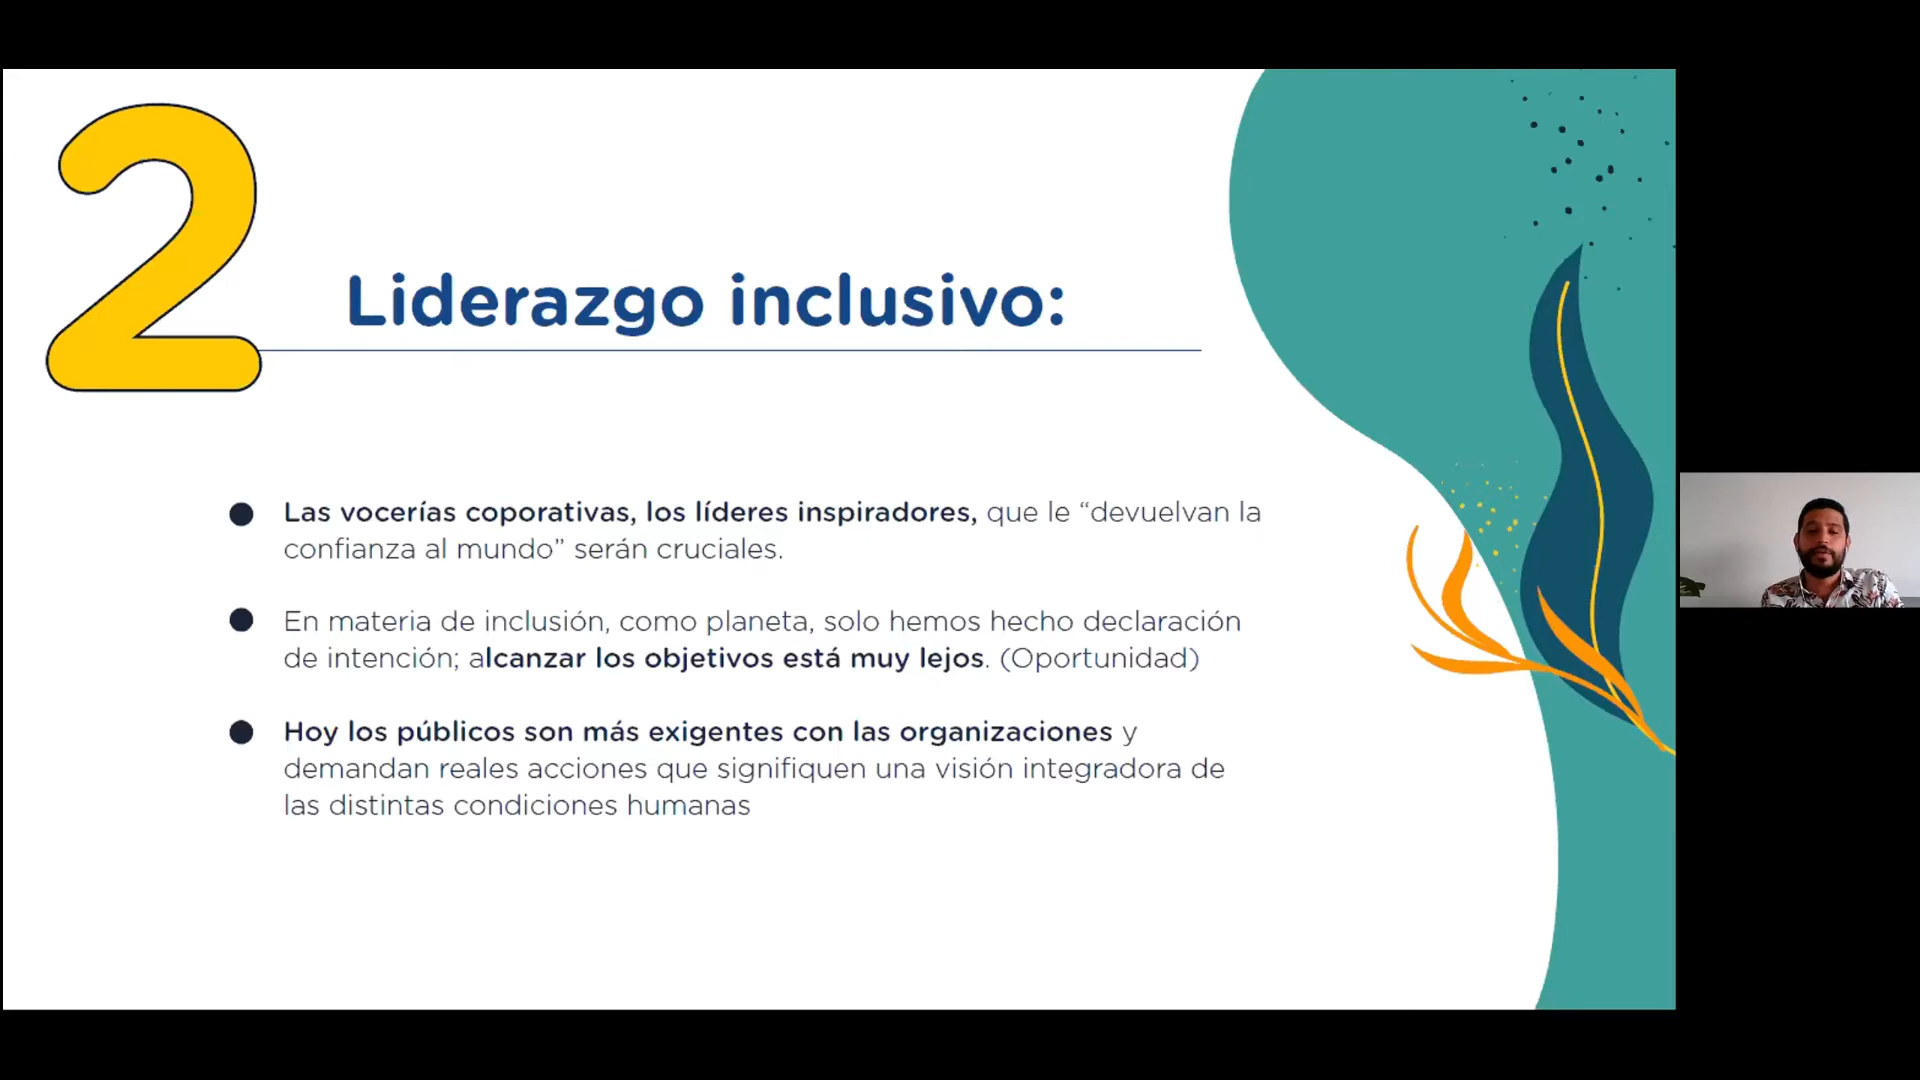 2
Liderazgo inclusivo:
Las vocerías coporativas, los líderes inspiradores, que le “devuelvan la
confianza al mundo” serán cruciales.
En materia de inclusión, como planeta, solo hemos hecho declaración
de intención; alcanzar los objetivos está muy lejos. (Oportunidad)
Hoy los públicos son más exigentes con las organizaciones y
demandan reales acciones que signifiquen una visión integradora de
las distintas condiciones humanas